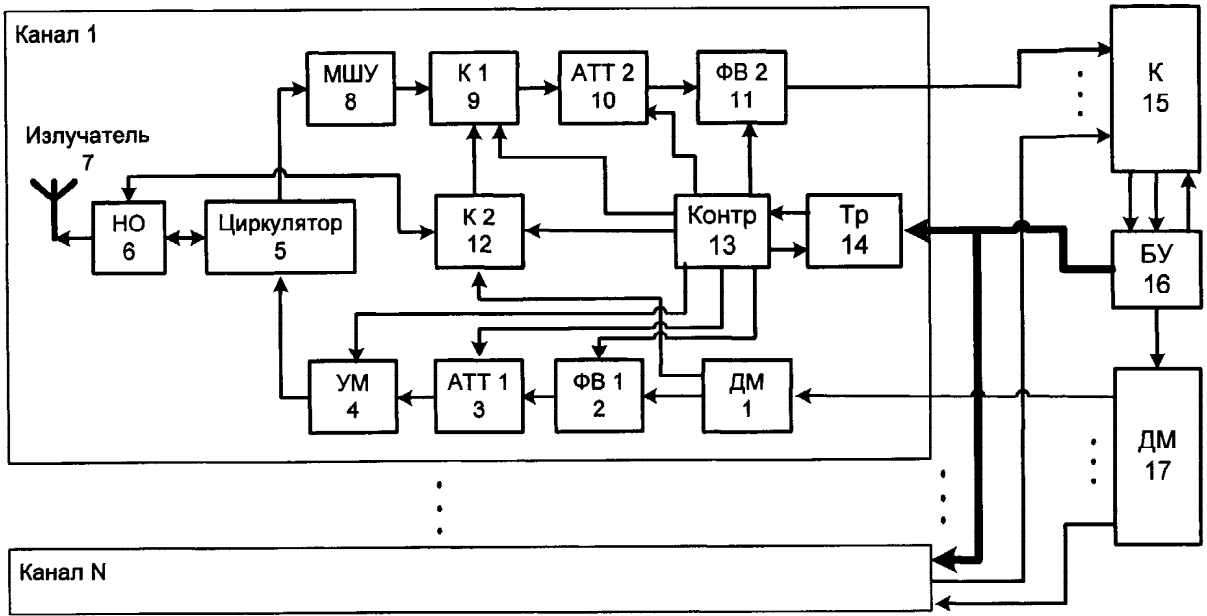 Канал 1
МШУ
8
К 1
9
АТТ 2
10
ФВ 2
11
К
15
Излучатель
7
НО
6
Циркулятор
5
К 2
12
Контр
13
Тр
14
БУ
16
УМ
4
АТТ 1
3
ФВ 1
2
ДМ
1
ДМ
17
Канал N